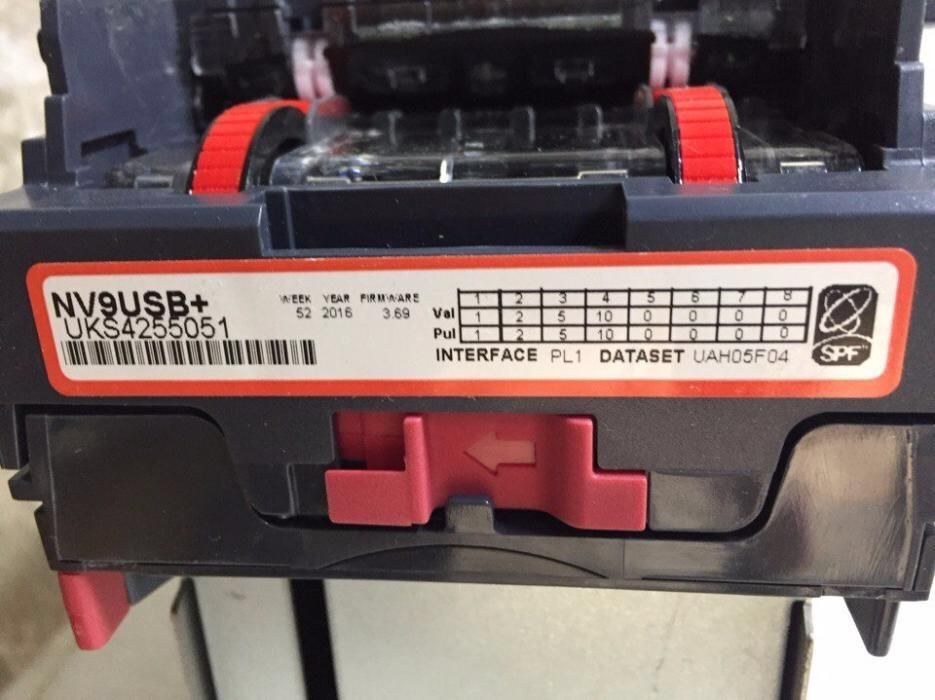 NV9USB+
UKS4255051
WEEK YEAR FIRMWARE
52 2016 3.69
1 2 3 4 5 6 7 8
Val 1 2 5 10 0 0 0 0
Pul 1 2 5 10 0 0 0 0
INTERFACE PL1 DATASET UAH05F04
SPF™